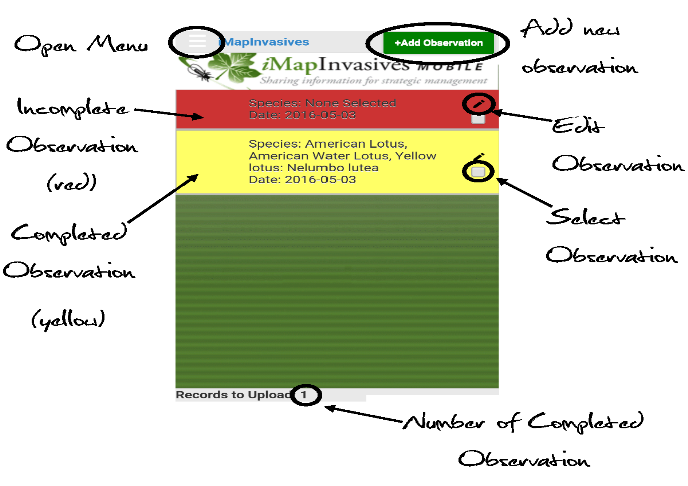 Open Menu
iMapInvasives
+Add Observation
Add new
observation
iMapInvasives MOBILE
Sharing information for strategic management
Incomplete
Observation
(red)
Species: None Selected
Date: 2016-05-03
Edit
Observation
Species: American Lotus,
American Water Lotus, Yellow
lotus: Nelumbo lutea
Date: 2016-05-03
Select
Observation
Completed
Observation
(yellow)
Records to Upload: 1
Number of Completed
Observation